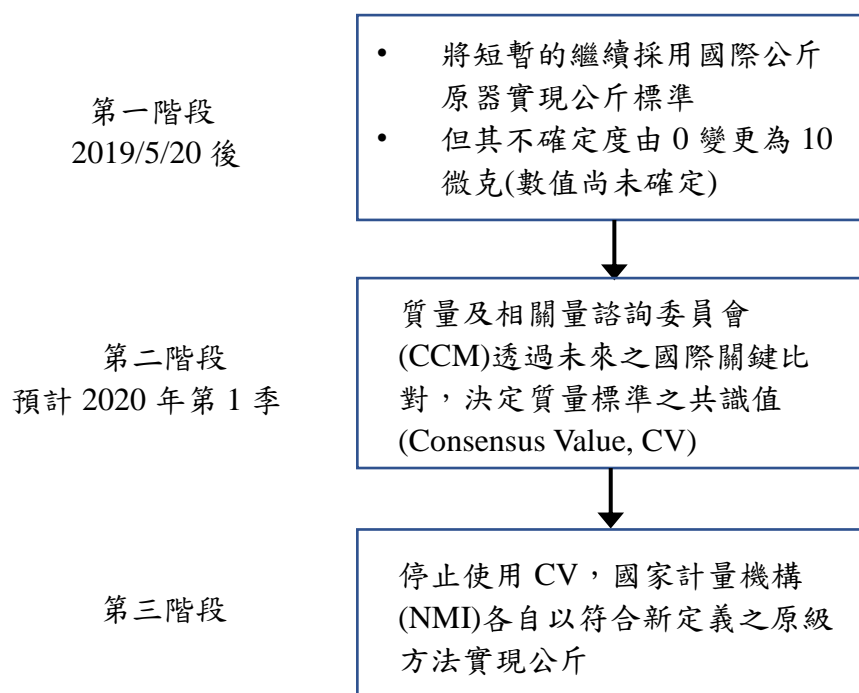 第一階段
2019/5/20 後
• 將短暫的繼續採用國際公斤
原器實現公斤標準
• 但其不確定度由 0 變更為 10
微克(數值尚未確定)
第二階段
預計 2020 年第 1 季
質量及相關量諮詢委員會
(CCM)透過未來之國際關鍵比
對，決定質量標準之共識值
(Consensus Value, CV)
第三階段
停止使用 CV，國家計量機構
(NMI)各自以符合新定義之原級
方法實現公斤